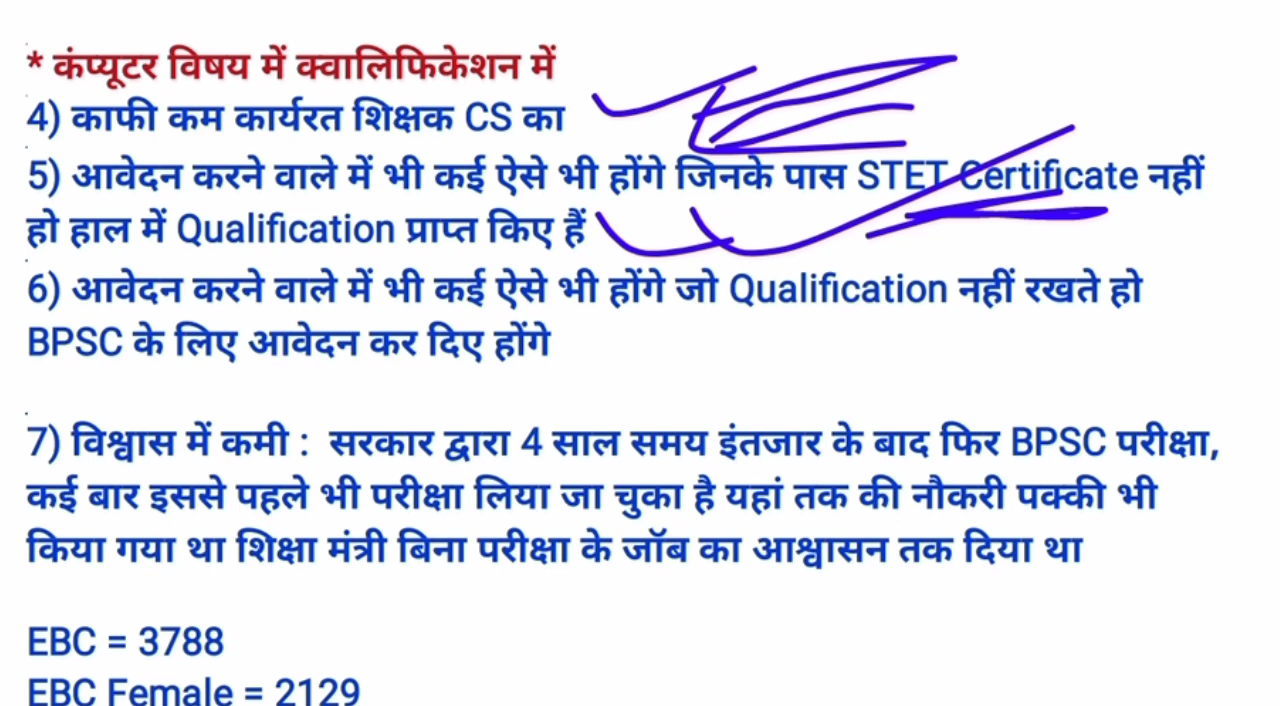 * कंप्यूटर विषय में क्वालिफिकेशन में
4) काफी कम कार्यरत शिक्षक CS का
5) आवेदन करने वाले में भी कई ऐसे भी होंगे जिनके पास STET Certificate नहीं
हो हाल में Qualification प्राप्त किए हैं
6) आवेदन करने वाले में भी कई ऐसे भी होंगे जो Qualification नहीं रखते हो
BPSC के लिए आवेदन कर दिए होंगे
7) विश्वास में कमी : सरकार द्वारा 4 साल समय इंतजार के बाद फिर BPSC परीक्षा,
कई बार इससे पहले भी परीक्षा लिया जा चुका है यहां तक की नौकरी पक्की भी
किया गया था शिक्षा मंत्री बिना परीक्षा के जॉब का आश्वासन तक दिया था
EBC = 3788
EBC Female = 2129